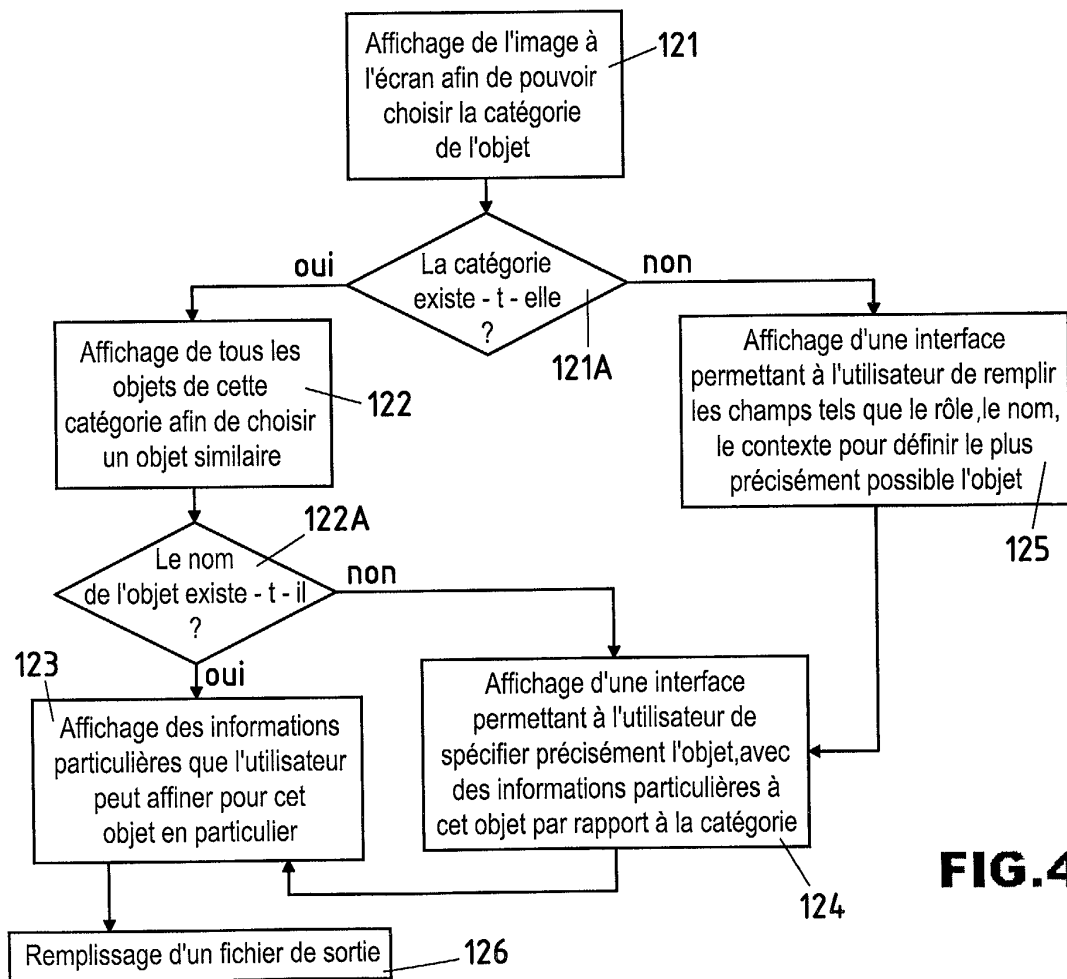 Affichage de l'image à
l'écran afin de pouvoir
choisir la catégorie
de l'objet
121
La catégorie
existe - t - elle
?
121A
oui
non
Affichage de tous les
objets de cette
catégorie afin de choisir
un objet similaire
122
Affichage d'une interface
permettant à l'utilisateur de remplir
les champs tels que le rôle, le nom,
le contexte pour définir le plus
précisément possible l'objet
125
Le nom
de l'objet existe - t - il
?
122A
non
oui
123
Affichage des informations
particulières que l'utilisateur
peut affiner pour cet
objet en particulier
Affichage d'une interface
permettant à l'utilisateur de
spécifier précisément l'objet, avec
des informations particulières à
cet objet par rapport à la catégorie
124
Remplissage d'un fichier de sortie
126
FIG.4